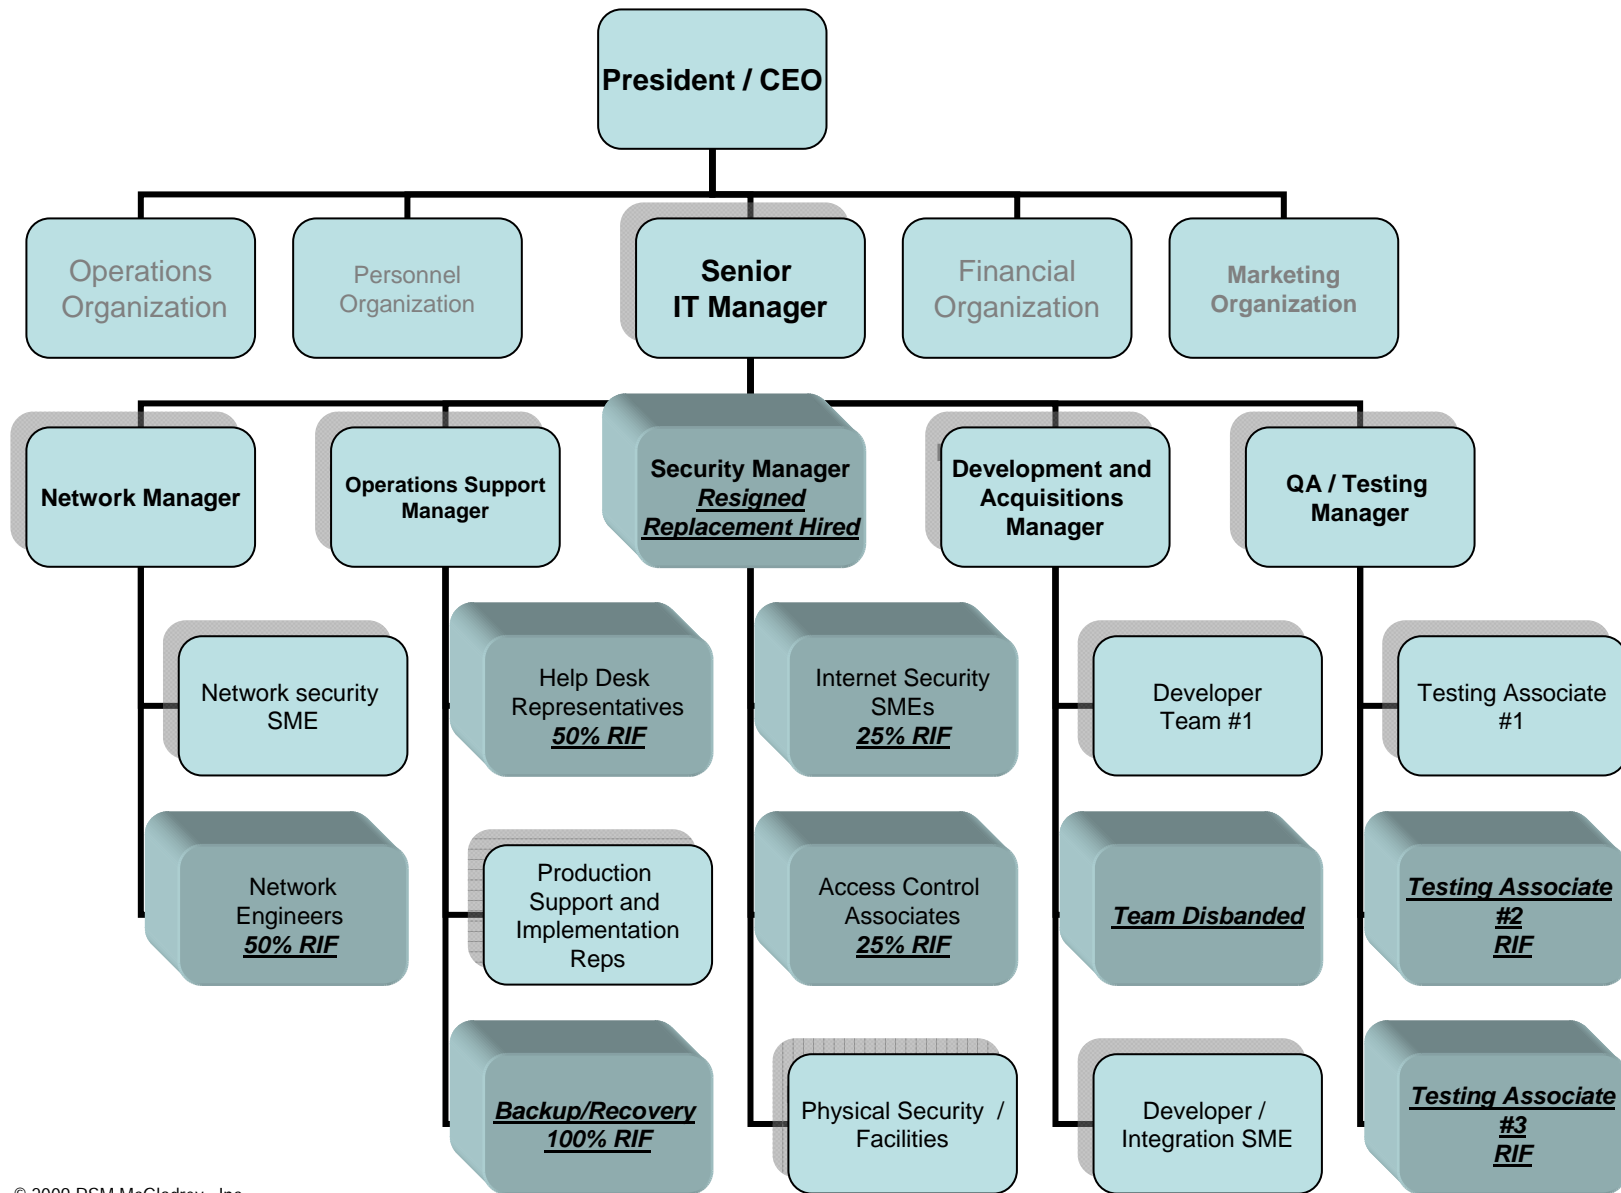 President / CEO
Operations
Organization
Personnel
Organization
Senior
IT Manager
Financial
Organization
Marketing
Organization
Network Manager
Operations Support
Manager
Security Manager
Resigned
Replacement Hired
Development and
Acquisitions
Manager
QA / Testing
Manager
Network security
SME
Help Desk
Representatives
50% RIF
Internet Security
SMEs
25% RIF
Developer
Team #1
Testing Associate
#1
Network
Engineers
50% RIF
Production
Support and
Implementation
Reps
Access Control
Associates
25% RIF
Team Disbanded
Testing Associate
#2
RIF
Backup/Recovery
100% RIF
Physical Security /
Facilities
Developer /
Integration SME
Testing Associate
#3
RIF